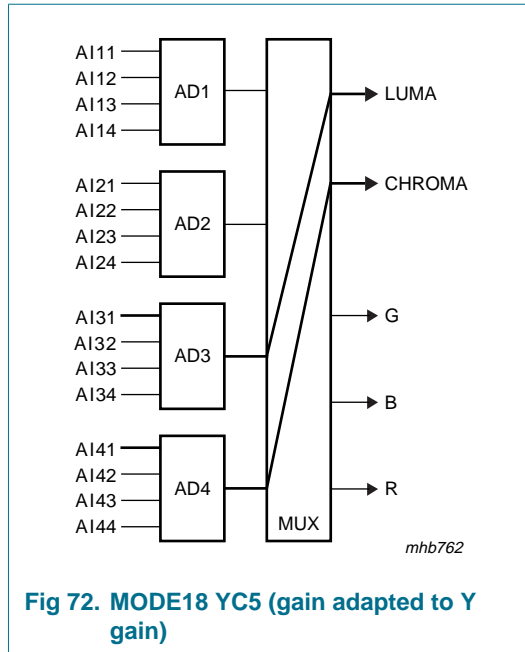 AI11
AI12
AI13
AI14
AD1
AI21
AI22
AI23
AI24
AD2
AI31
AI32
AI33
AI34
AD3
AI41
AI42
AI43
AI44
AD4
MUX
LUMA
CHROMA
G
B
R
mhb762
Fig 72. MODE18 YC5 (gain adapted to Y
gain)